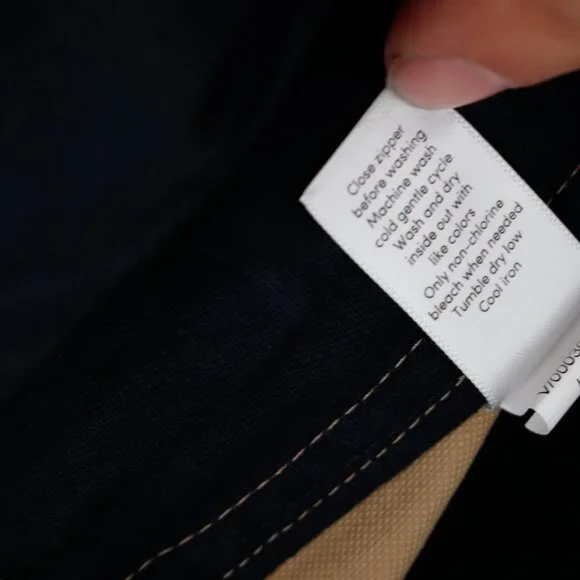 Close zipper
before washing
Machine wash
cold gentle cycle
Wash and dry
inside out with
like colors
Only non-chlorine
bleach when needed
Tumble dry low
Cool iron